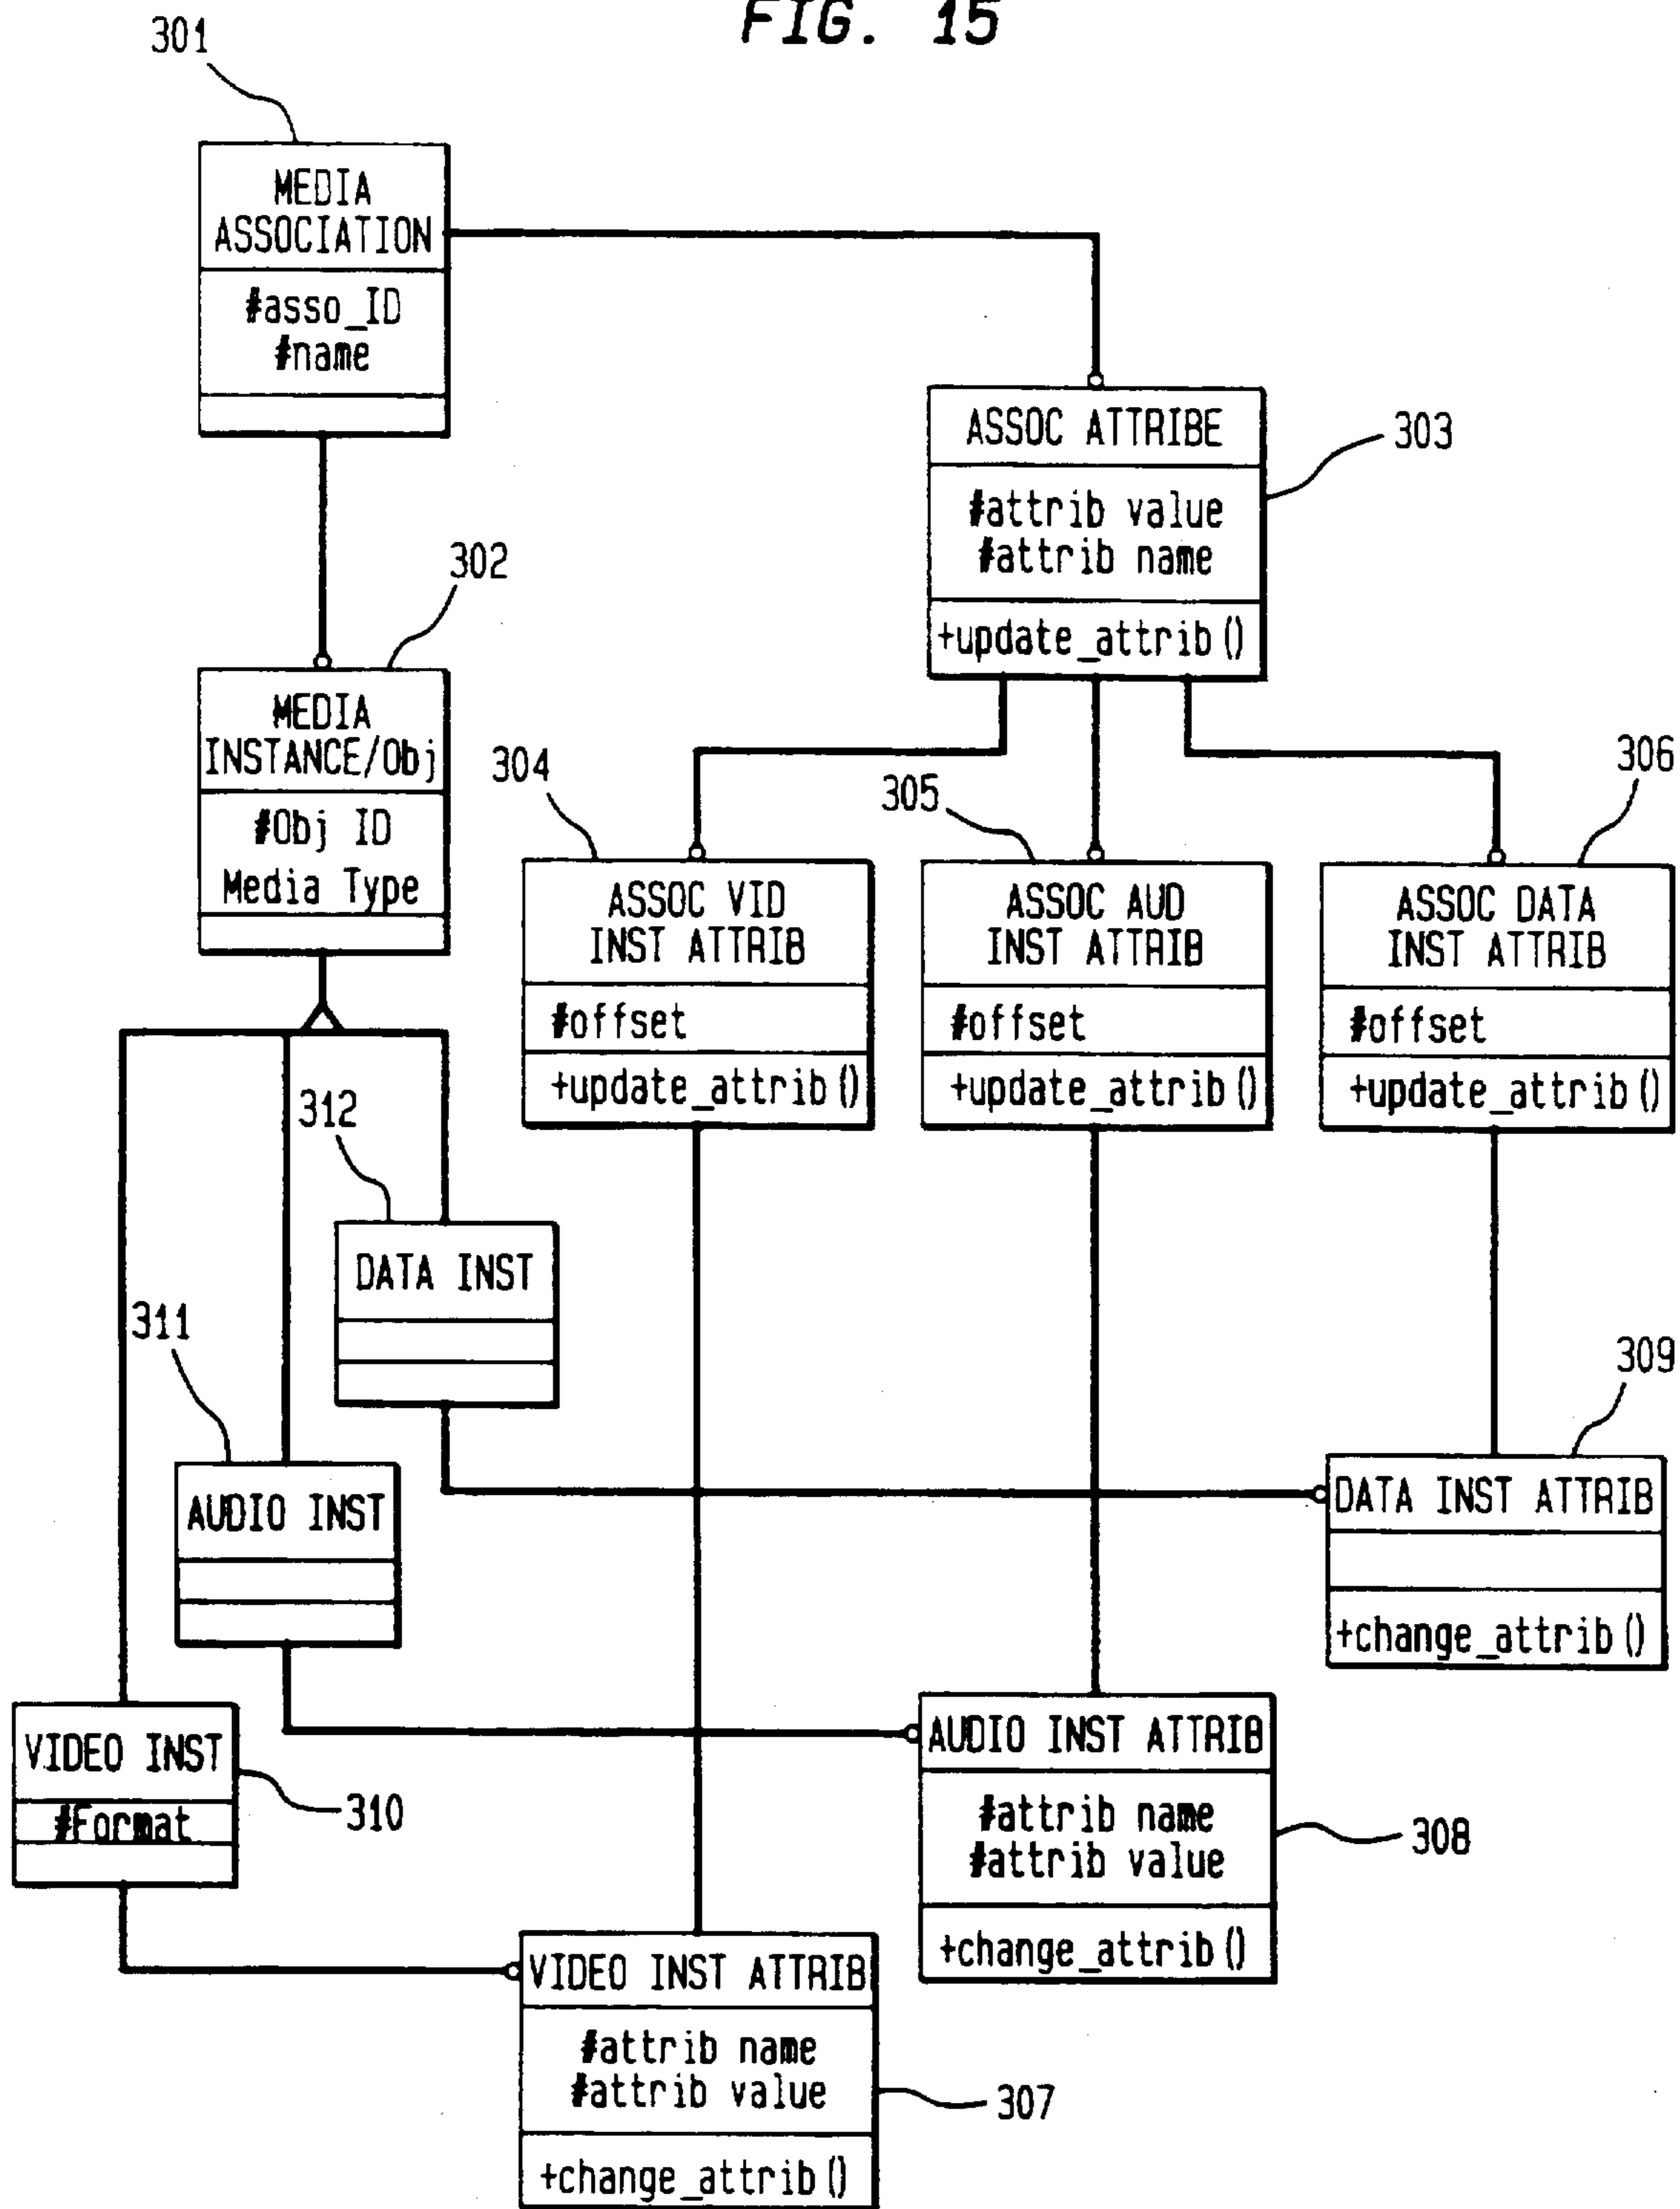 FIG. 15
301
MEDIA
ASSOCIATION
#asso_ID
#name
ASSOC ATTRIBE
#attrib value
#attrib name
+update_attrib()
303
302
MEDIA
INSTANCE/Obj
#Obj ID
Media Type
304
ASSOC VID
INST ATTRIB
#offset
+update_attrib()
305
ASSOC AUD
INST ATTRIB
#offset
+update_attrib()
306
ASSOC DATA
INST ATTRIB
#offset
+update_attrib()
312
DATA INST
311
AUDIO INST
309
DATA INST ATTRIB
+change_attrib()
VIDEO INST
#Format
310
AUDIO INST ATTRIB
#attrib name
#attrib value
+change_attrib()
308
VIDEO INST ATTRIB
#attrib name
#attrib value
+change_attrib()
307